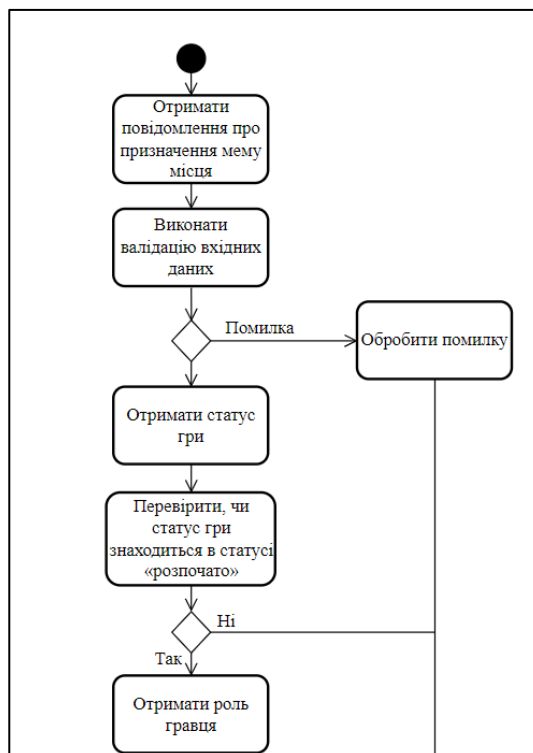 Отримати
повідомлення про
призначення мему
місця
Виконати
валідацію вхідних
даних
Помилка
Обробити помилку
Отримати статус
гри
Перевірити, чи
статус гри
знаходиться в статусі
«розпочато»
Ні
Так
Отримати роль
гравця